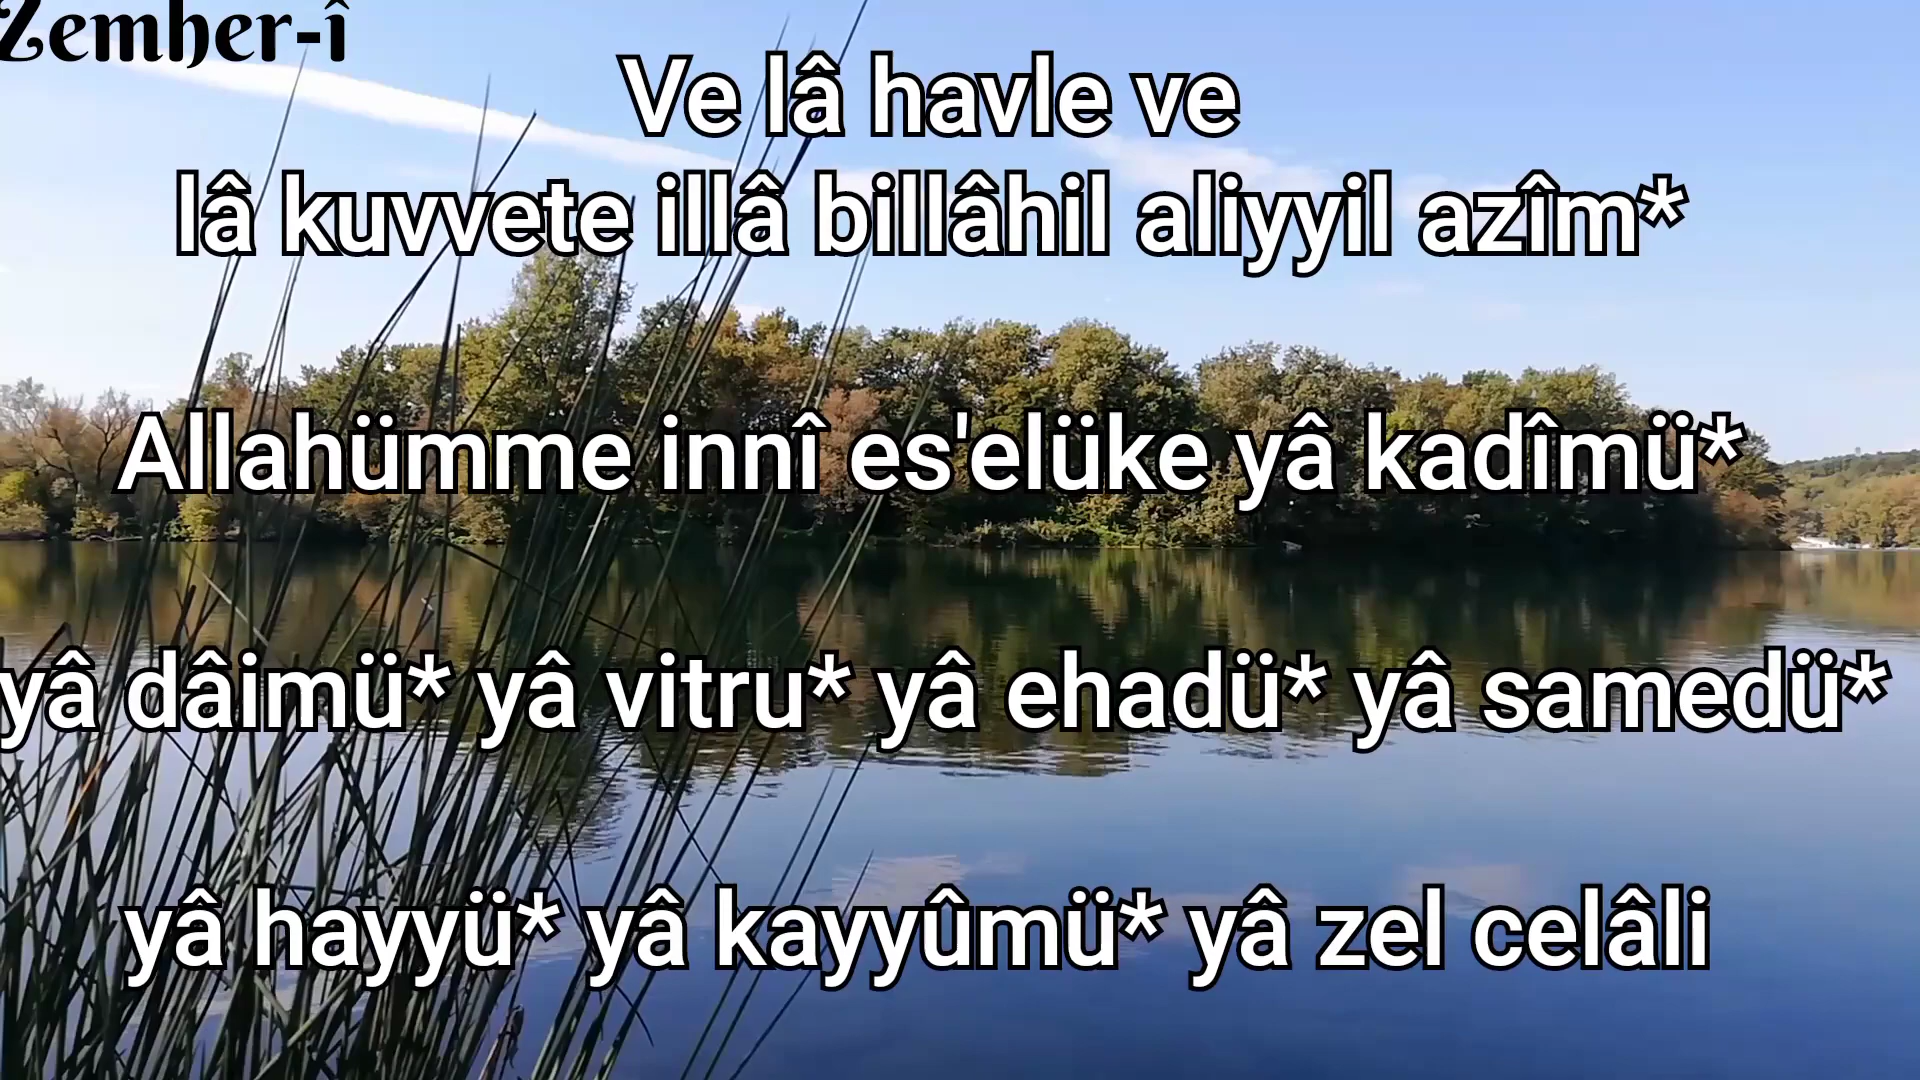 Zember-î
Ve lâ havle ve
lâ kuvvete illâ billâhil aliyyil azîm*
Allahümme innî es'elüke yâ kadîmü*
yâ dâimü* yâ vitru* yâ ehadü* yâ samedü*
yâ hayyü* yâ kayyûmü* yâ zel celâli